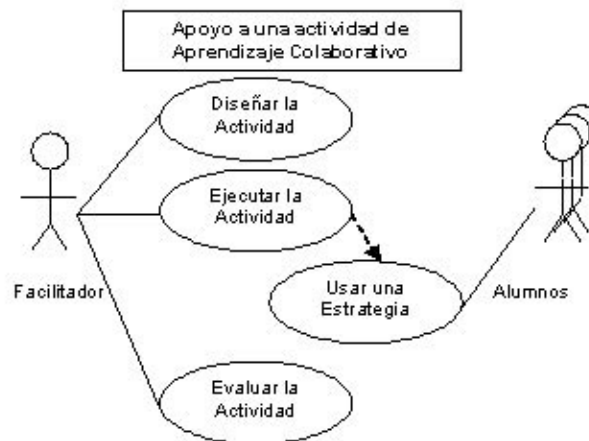 Apoyo a una actividad de
Aprendizaje Colaborativo
Diseñar la
Actividad
Ejecutar la
Actividad
Facilitador
Usar una
Estrategia
Alumnos
Evaluar la
Actividad